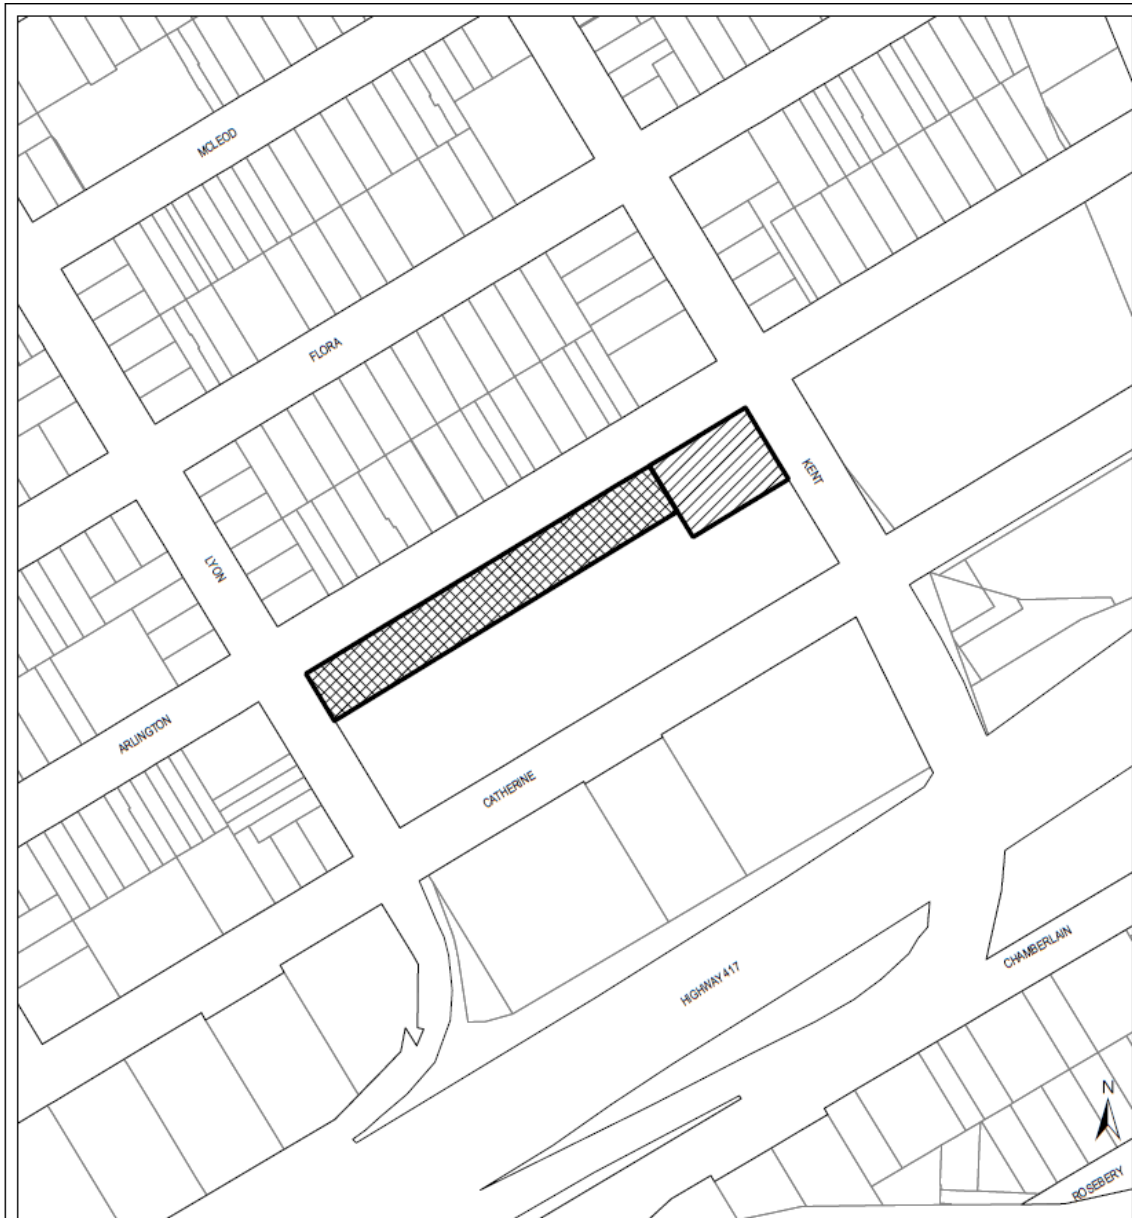 MCLEOD
FLORA
KENT
LYON
ARLINGTON
CATHERINE
HIGHWAY 417
CHAMBERLAIN
N
ROSEBERY